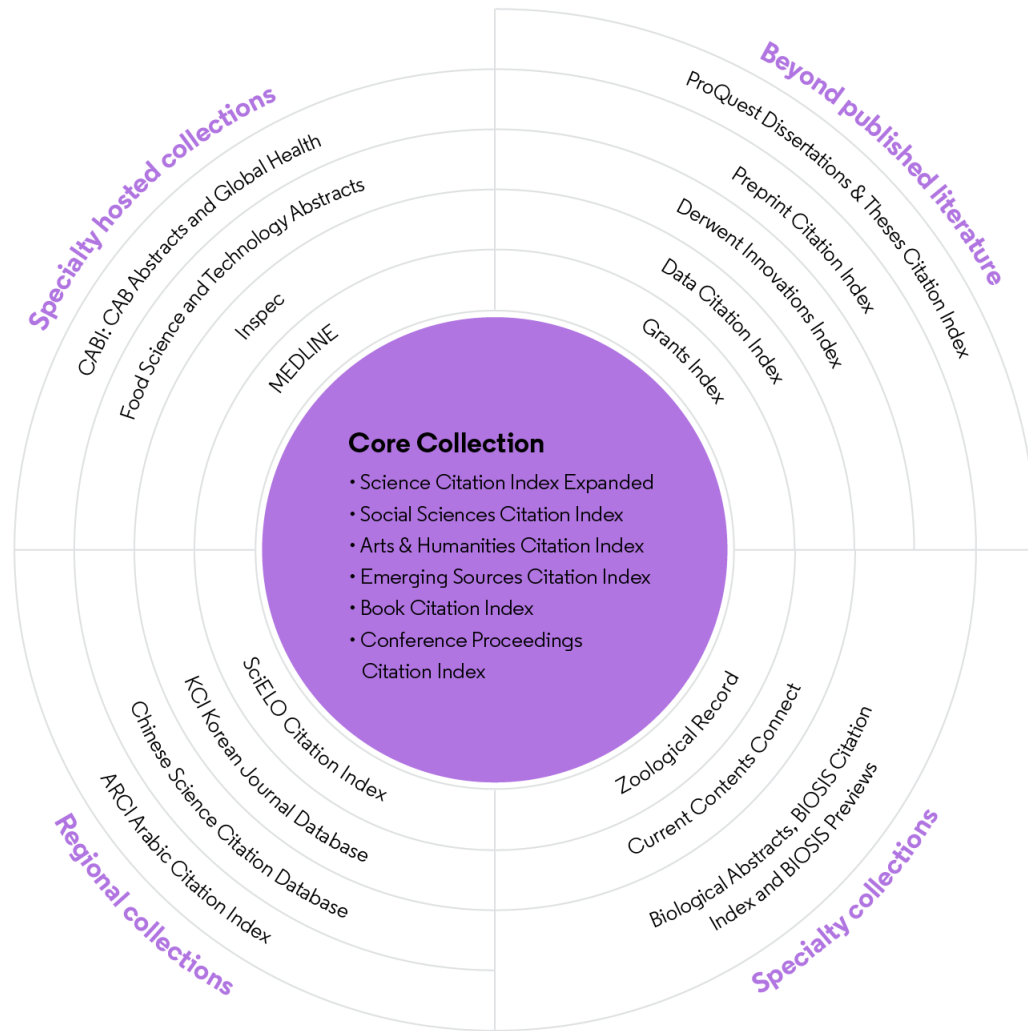 Specialty hosted collections
CABI: CAB Abstracts and Global Health
Food Science and Technology Abstracts
Inspec
MEDLINE
Beyond published literature
ProQuest Dissertations & Theses Citation Index
Preprint Citation Index
Derwent Innovations Index
Data Citation Index
Grants Index
Core Collection
• Science Citation Index Expanded
• Social Sciences Citation Index
• Arts & Humanities Citation Index
• Emerging Sources Citation Index
• Book Citation Index
• Conference Proceedings
Citation Index
SciELO Citation Index
KCI Korean Journal Database
Chinese Science Citation Database
ARCI Arabic Citation Index
Regional collections
Zoological Record
Current Contents Connect
Biological Abstracts, BIOSIS Citation
Index and BIOSIS Previews
Specialty collections